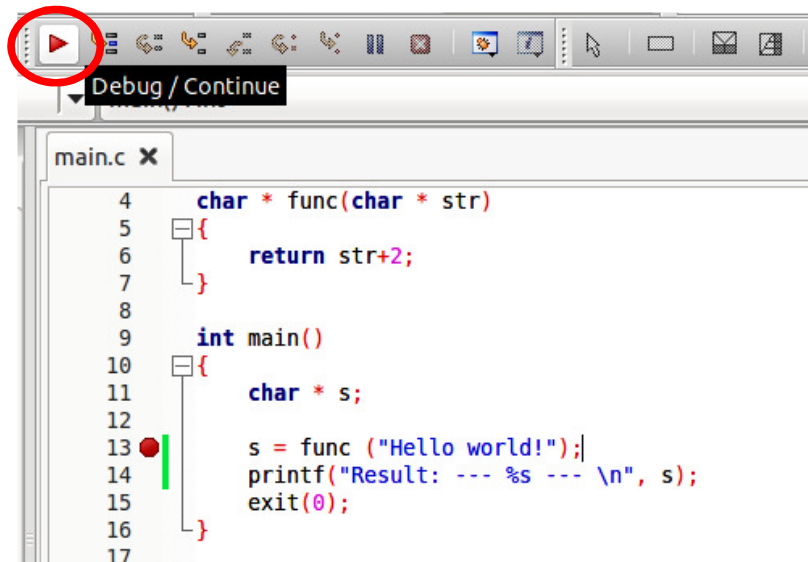 Debug / Continue
main.c
4 char * func(char * str)
5 {
6 return str+2;
7 }
8
9 int main()
10 {
11 char * s;
12
13 s = func ("Hello world!");
14 printf("Result: --- %s --- \n", s);
15 exit(0);
16 }
17